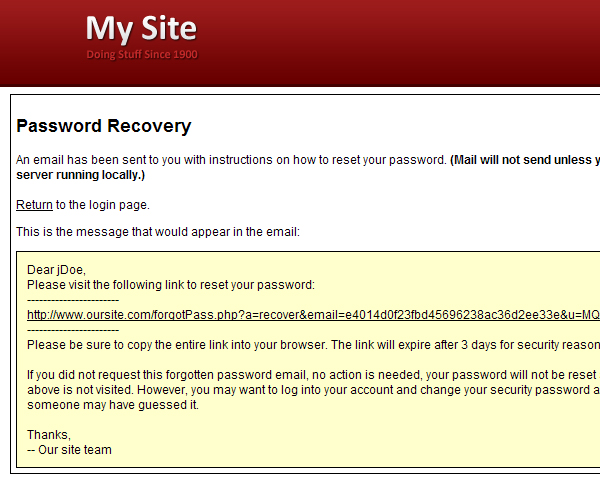 My Site
Doing Stuff Since 1900
Password Recovery
An email has been sent to you with instructions on how to reset your password. (Mail will not send unless
server running locally.)
Return to the login page.
This is the message that would appear in the email:
Dear jDoe,
Please visit the following link to reset your password:
-----------------------
http://www.oursite.com/forgotPass.php?a=recover&email=e4014d0f23fbd45696238ac36d2ee33e&u=MQ
-----------------------
Please be sure to copy the entire link into your browser. The link will expire after 3 days for security reason
If you did not request this forgotten password email, no action is needed, your password will not be reset
above is not visited. However, you may want to log into your account and change your security password a
someone may have guessed it.
Thanks,
-- Our site team